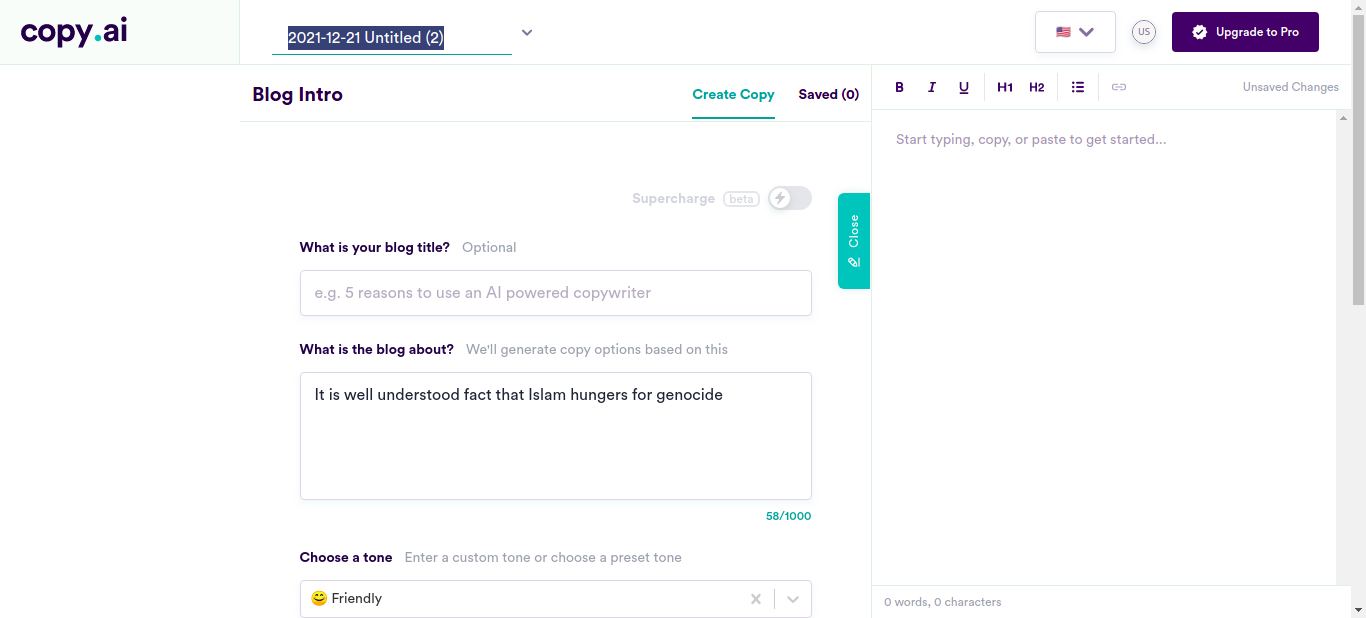 copy.ai
2021-12-21 Untitled (2)
US
Upgrade to Pro
Blog Intro
Create Copy
Saved (0)
B I U H1 H2
Unsaved Changes
Start typing, copy, or paste to get started...
Supercharge beta
Close
What is your blog title? Optional
e.g. 5 reasons to use an AI powered copywriter
What is the blog about? We'll generate copy options based on this
It is well understood fact that Islam hungers for genocide
58/1000
Choose a tone Enter a custom tone or choose a preset tone
😊 Friendly
0 words, 0 characters